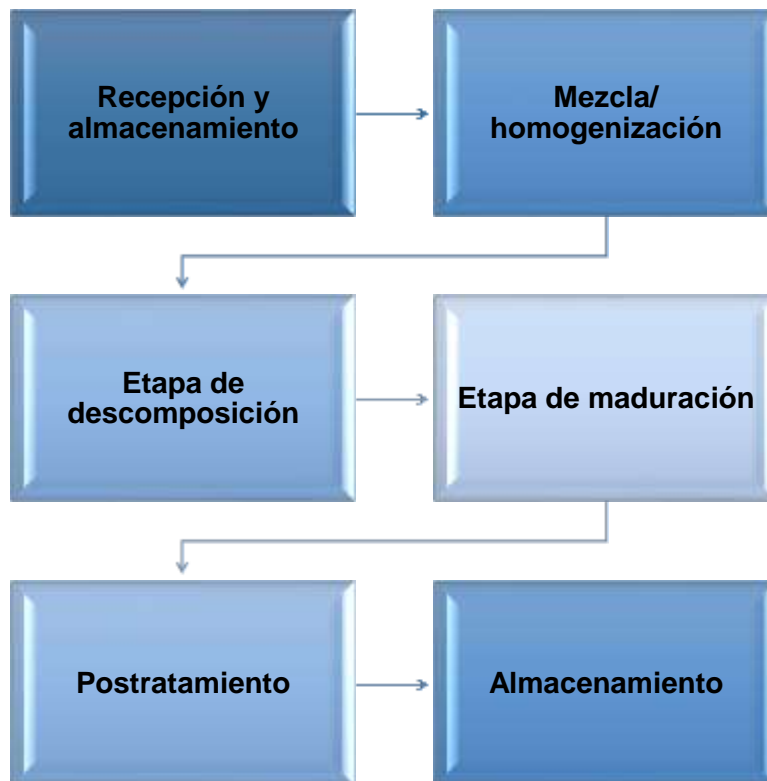 Recepción y
almacenamiento
Mezcla/
homogenización
Etapa de
descomposición
Etapa de maduración
Postratamiento
Almacenamiento